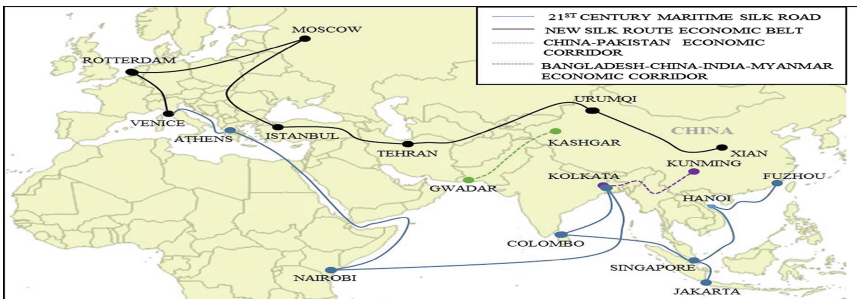 21ST CENTURY MARITIME SILK ROAD
NEW SILK ROUTE ECONOMIC BELT
CHINA-PAKISTAN ECONOMIC
CORRIDOR
BANGLADESH-CHINA-INDIA-MYANMAR
ECONOMIC CORRIDOR
MOSCOW
ROTTERDAM
URUMQI
VENICE
ATHENS
ISTANBUL
CHINA
TEHRAN
KASHGAR
XIAN
KUNMING
GWADAR
KOLKATA
FUZHOU
HANOI
COLOMBO
SINGAPORE
NAIROBI
JAKARTA